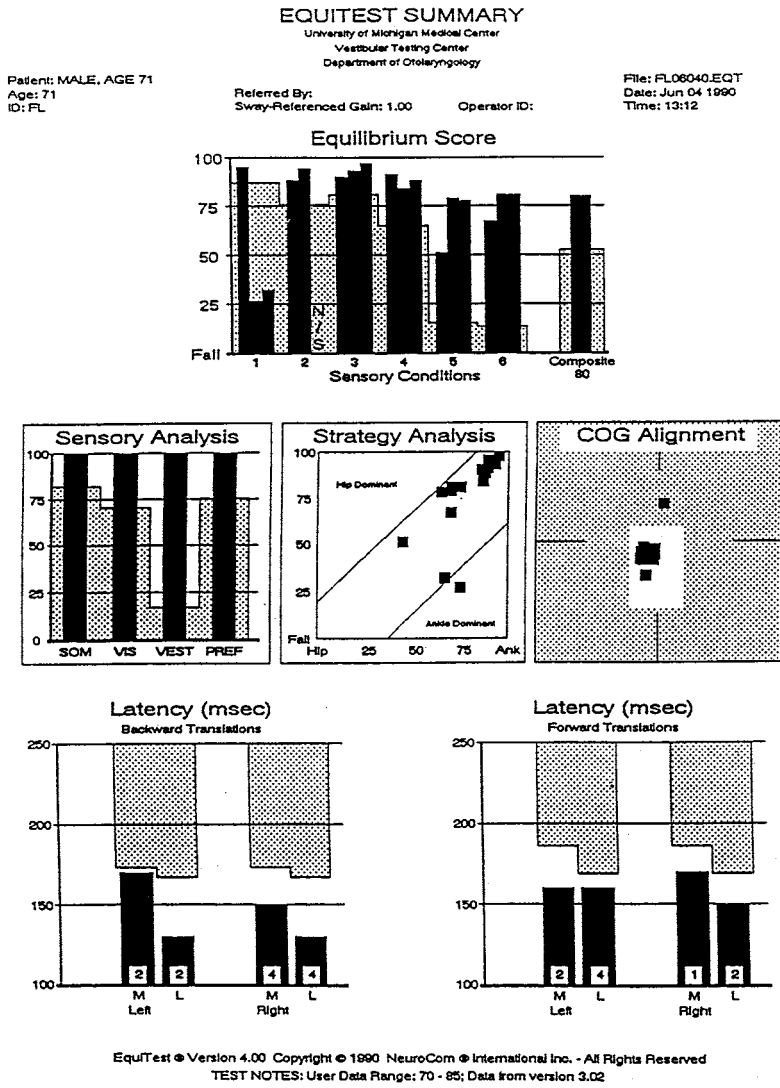 EQUITEST SUMMARY
University of Michigan Medical Center
Vestibular Testing Center
Department of Otolaryngology
Patient: MALE, AGE 71
Age: 71
ID: FL
Referred By:
Sway-Referenced Gain: 1.00 Operator ID:
File: FL06040.EQT
Date: Jun 04 1990
Time: 13:12
Equilibrium Score
100
75
50
25
Fall
N/S
1 2 3 4 5 6 Composite
Sensory Conditions 80
Sensory Analysis
100
75
50
25
0
SOM VIS VEST PREF
Strategy Analysis
100
Hip Dominant
75
50
25
Ankle Dominant
Fall
Hip 25 50 75 Ank
COG Alignment
Latency (msec)
Backward Translations
250
200
150
100
2 2 4 4
M L M L
Left Right
Latency (msec)
Forward Translations
250
200
150
100
2 4 1 2
M L M L
Left Right
EquiTest ® Version 4.00 Copyright © 1990 NeuroCom ® International Inc. - All Rights Reserved
TEST NOTES: User Data Range: 70 - 85; Data from version 3.02